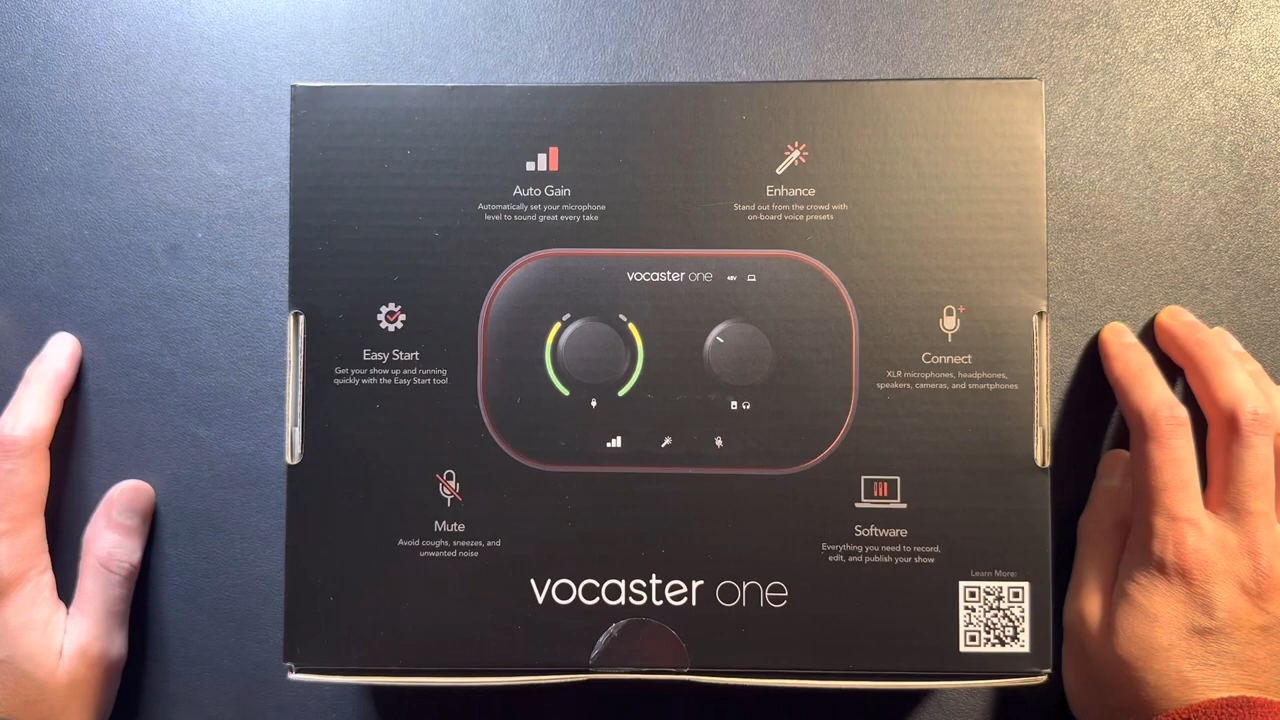 Auto Gain
Automatically set your microphone
level to sound great every take
Enhance
Stand out from the crowd with
on-board voice presets
vocaster one 48V
Easy Start
Get your show up and running
quickly with the Easy Start tool
Connect
XLR microphones, headphones,
speakers, cameras, and smartphones
Mute
Avoid coughs, sneezes, and
unwanted noise
Software
Everything you need to record,
edit, and publish your show
vocaster one
Learn More: